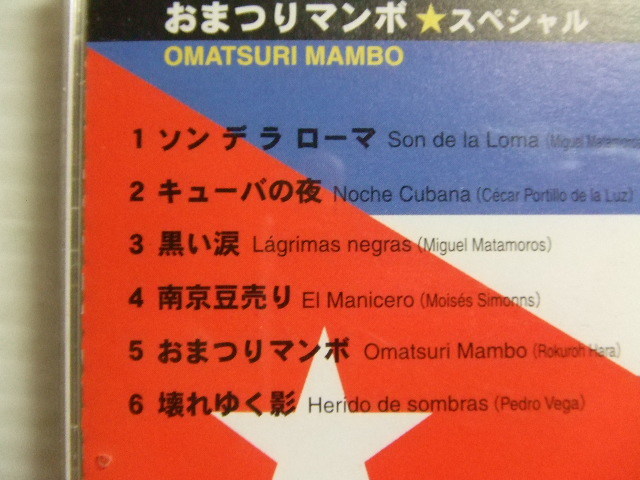 おまつりマンボ★スペシャル
OMATSURI MAMBO
1 ソン デ ラ ローマ Son de la Loma (Miguel Matamoros)
2 キューバの夜 Noche Cubana (Cécar Portillo de la Luz)
3 黒い涙 Lágrimas negras (Miguel Matamoros)
4 南京豆売り El Manicero (Moisés Simonns)
5 おまつりマンボ Omatsuri Mambo (Rokuroh Hara)
6 壊れゆく影 Herido de sombras (Pedro Vega)